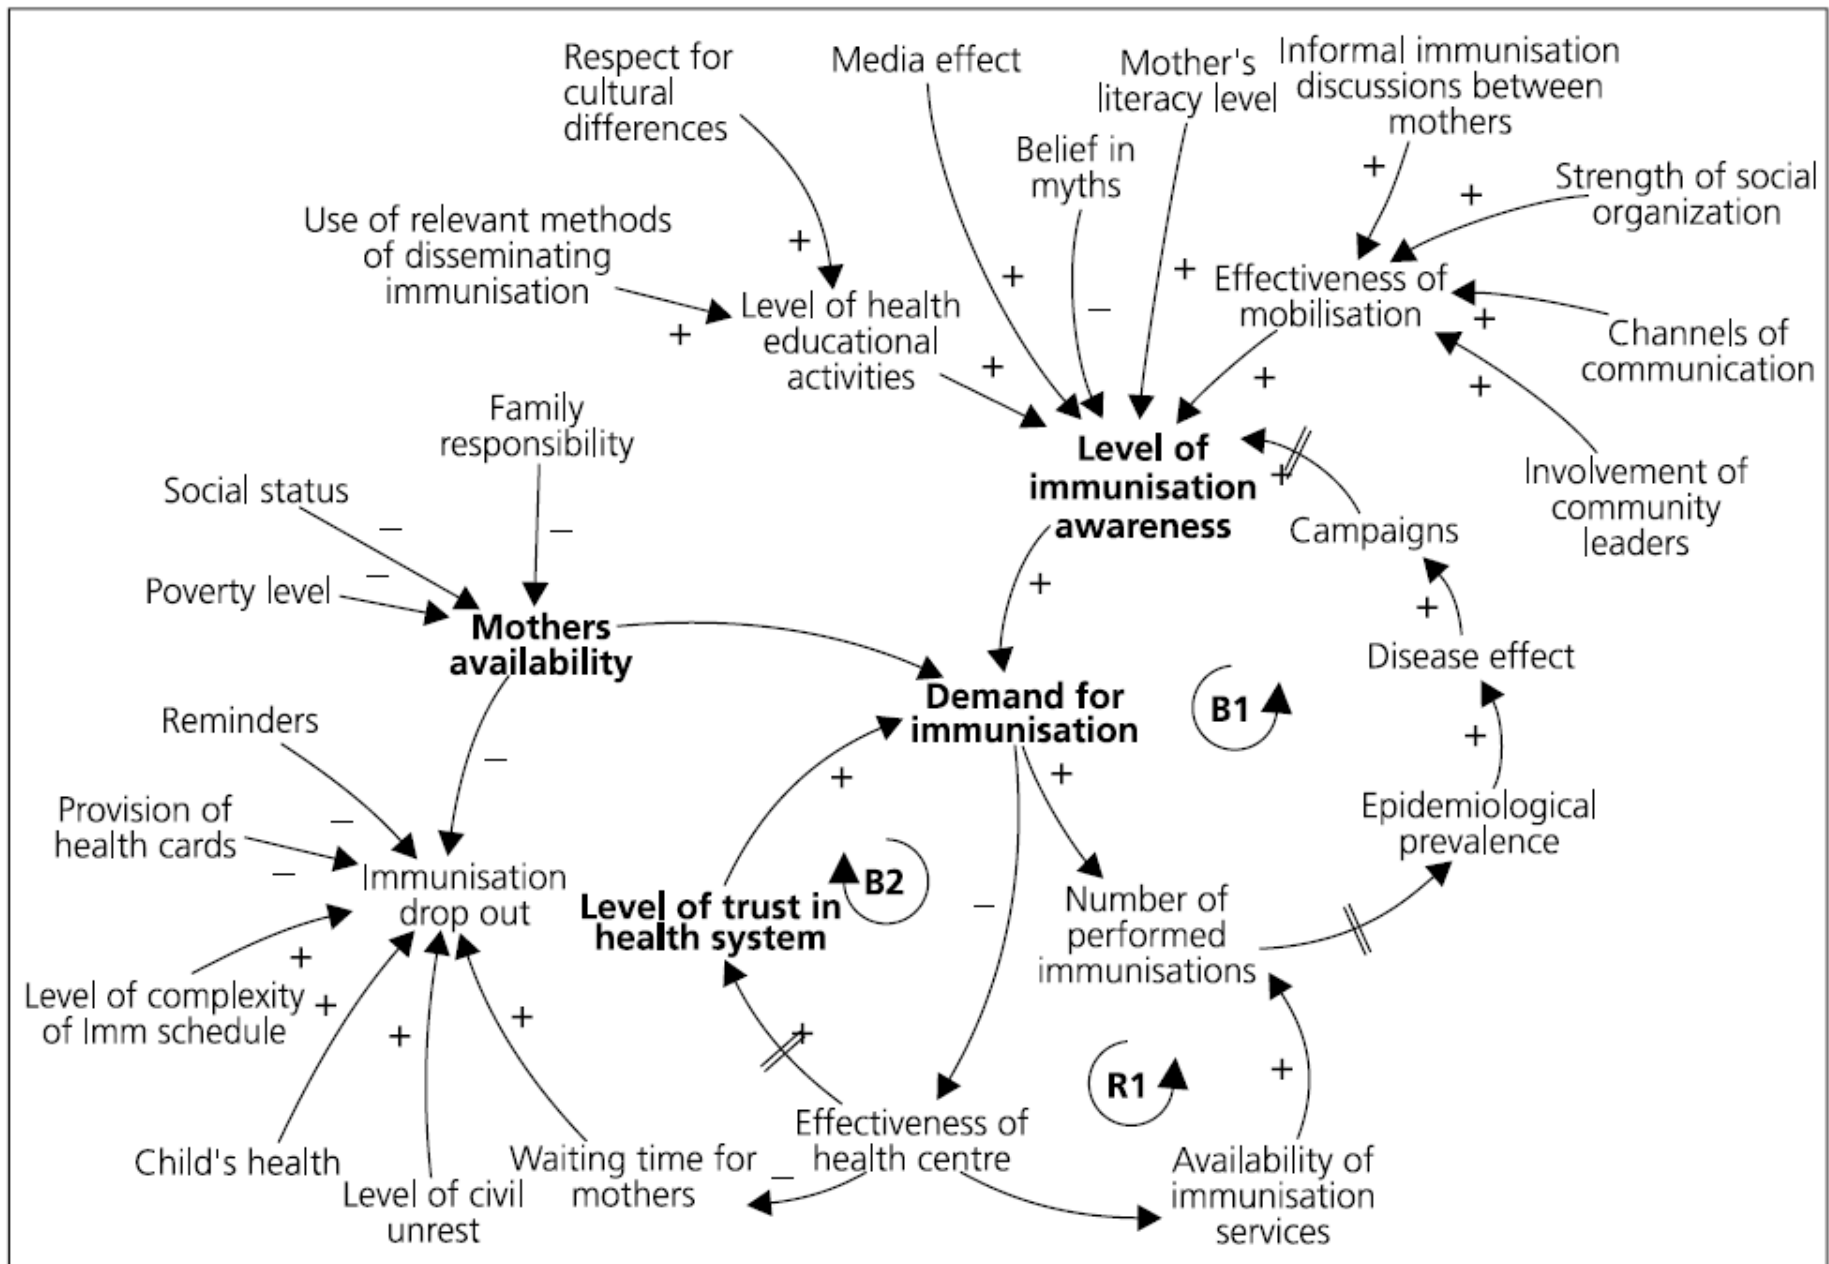 Respect for
cultural
differences
Media effect
Mother's
literacy level
Informal immunisation
discussions between
mothers
Belief in
myths
Strength of social
organization
+
+
Use of relevant methods
of disseminating
immunisation
+
+
+
–
+
Effectiveness of
mobilisation
Level of health
educational
activities
+
+
Channels of
communication
+
+
+
Family
responsibility
Level of
immunisation
awareness
+
Involvement of
community
leaders
Social status
–
–
Campaigns
Poverty level
–
+
+
Mothers
availability
Disease effect
Demand for
immunisation
B1
Reminders
–
+
+
+
Provision of
health cards
–
Epidemiological
prevalence
–
Immunisation
drop out
Level of trust in
health system
B2
–
Number of
performed
immunisations
+
Level of complexity
of Imm schedule
+
+
+
+
R1
+
Child's health
Level of civil
unrest
Waiting time for
mothers
–
Effectiveness of
health centre
Availability of
immunisation
services